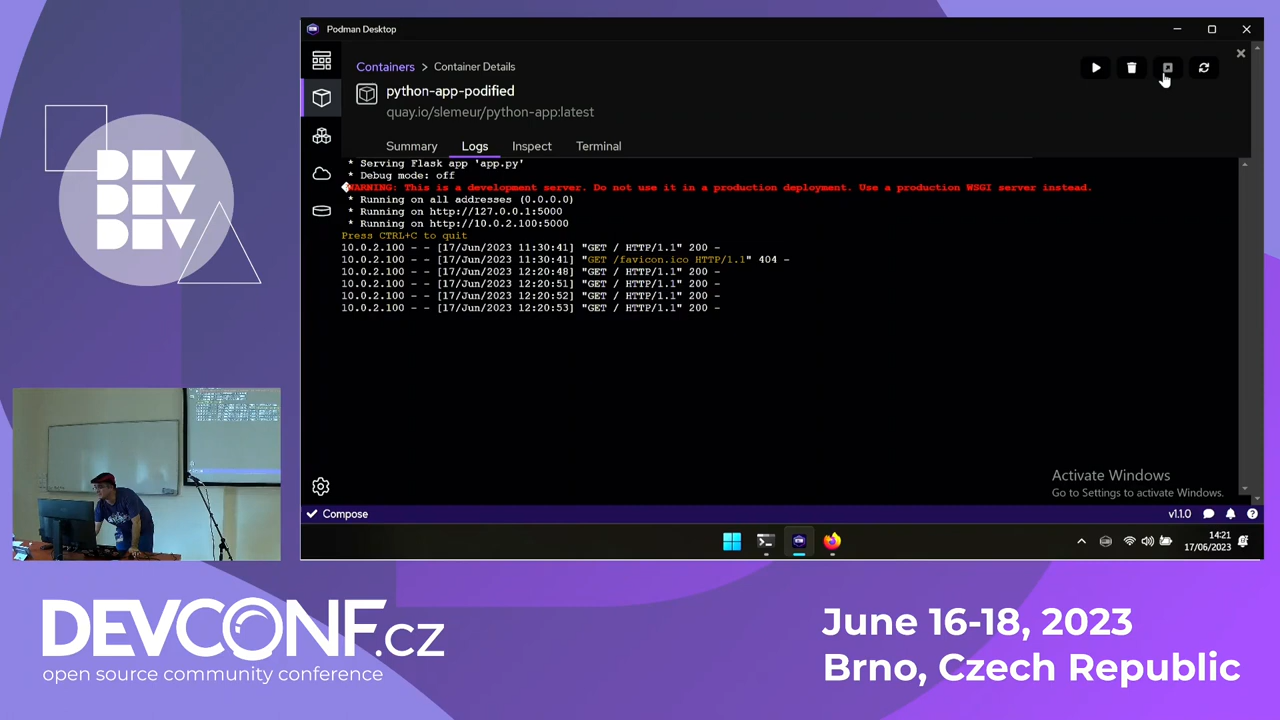 Podman Desktop
Containers > Container Details
python-app-podified
quay.io/slemeur/python-app:latest
Summary Logs Inspect Terminal
* Serving Flask app 'app.py'
* Debug mode: off
WARNING: This is a development server. Do not use it in a production deployment. Use a production WSGI server instead.
* Running on all addresses (0.0.0.0)
* Running on http://127.0.0.1:5000
* Running on http://10.0.2.100:5000
Press CTRL+C to quit
10.0.2.100 - - [17/Jun/2023 11:30:41] "GET / HTTP/1.1" 200 -
10.0.2.100 - - [17/Jun/2023 11:30:41] "GET /favicon.ico HTTP/1.1" 404 -
10.0.2.100 - - [17/Jun/2023 12:20:48] "GET / HTTP/1.1" 200 -
10.0.2.100 - - [17/Jun/2023 12:20:51] "GET / HTTP/1.1" 200 -
10.0.2.100 - - [17/Jun/2023 12:20:52] "GET / HTTP/1.1" 200 -
10.0.2.100 - - [17/Jun/2023 12:20:53] "GET / HTTP/1.1" 200 -
Activate Windows
Go to Settings to activate Windows.
Compose
v1.1.0
14:21
17/06/2023
DEV
DEV
DEV
DEVCONF.cz
open source community conference
June 16-18, 2023
Brno, Czech Republic